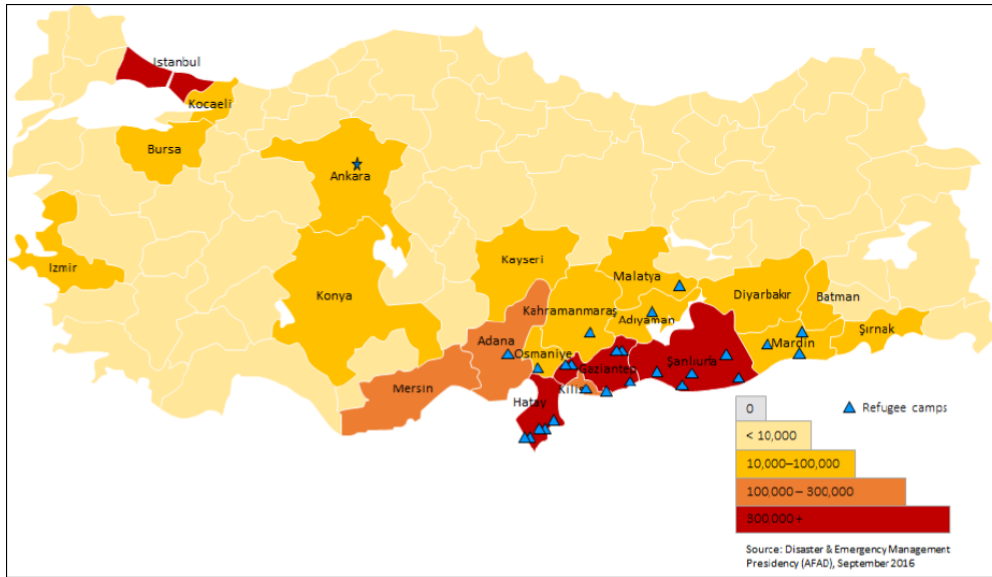 Istanbul
Kocaeli
Bursa
Ankara
Izmir
Konya
Kayseri
Malatya
Diyarbakır
Batman
Kahramanmaraş
Adıyaman
Şırnak
Mardin
Adana
Osmaniye
Gaziantep
Şanlıurfa
Mersin
Kilis
Hatay
0
Refugee camps
< 10,000
10,000–100,000
100,000 – 300,000
300,000+
Source: Disaster & Emergency Management
Presidency (AFAD), September 2016